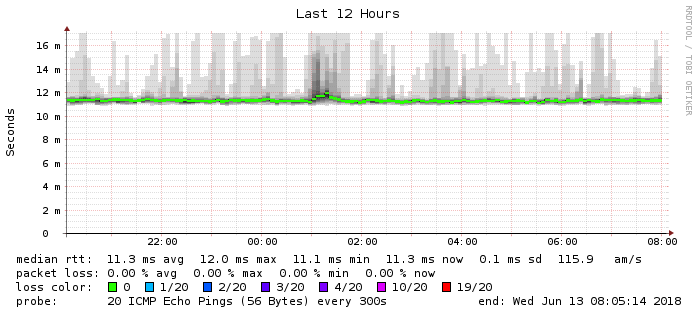 Last 12 Hours
RRDTOOL / TOBI OETIKER
Seconds
16 m
14 m
12 m
10 m
8 m
6 m
4 m
2 m
0
22:00 00:00 02:00 04:00 06:00 08:00
median rtt: 11.3 ms avg 12.0 ms max 11.1 ms min 11.3 ms now 0.1 ms sd 115.9 am/s
packet loss: 0.00 % avg 0.00 % max 0.00 % min 0.00 % now
loss color: 0 1/20 2/20 3/20 4/20 10/20 19/20
probe: 20 ICMP Echo Pings (56 Bytes) every 300s end: Wed Jun 13 08:05:14 2018